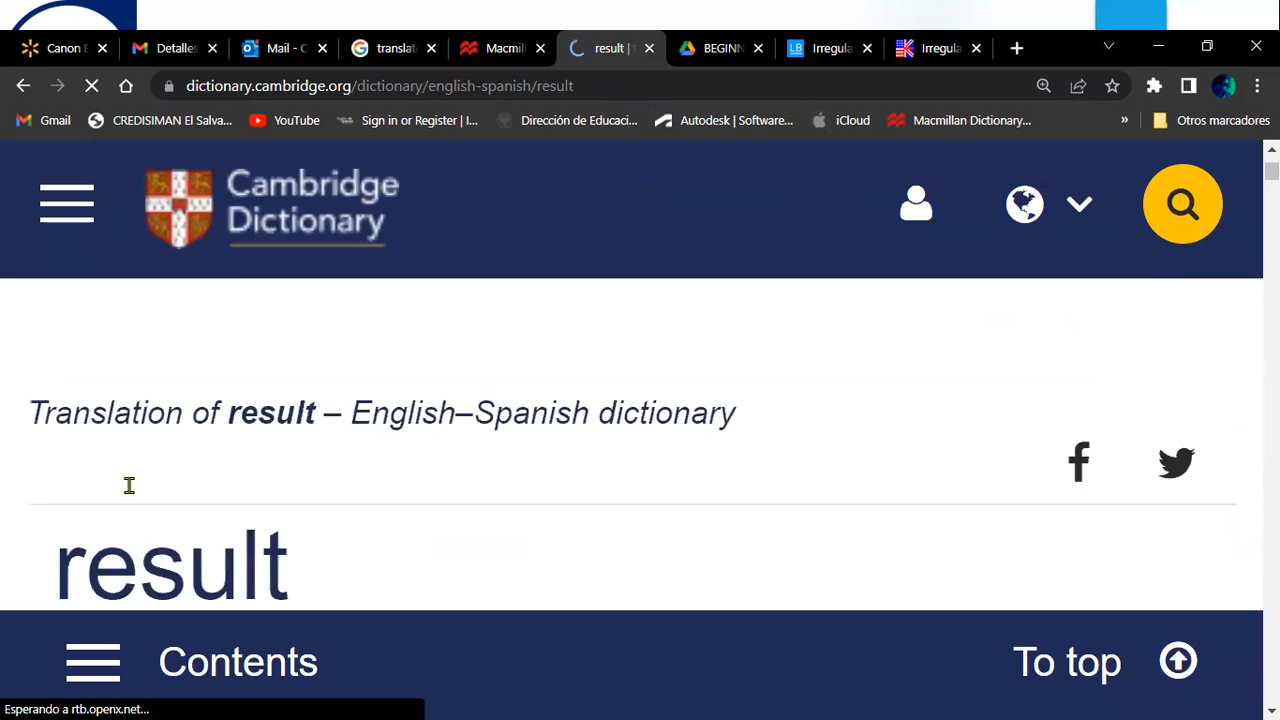 Canon E
Detalles
Mail - C
translat
Macmill
result | t
BEGINN
LB
Irregula
Irregula
dictionary.cambridge.org/dictionary/english-spanish/result
Gmail
CREDISIMAN El Salva...
YouTube
Sign in or Register | I...
Dirección de Educaci...
Autodesk | Software...
iCloud
Macmillan Dictionary...
»
Otros marcadores
Cambridge
Dictionary
Translation of result – English–Spanish dictionary
result
Contents
To top
Esperando a rtb.openx.net...